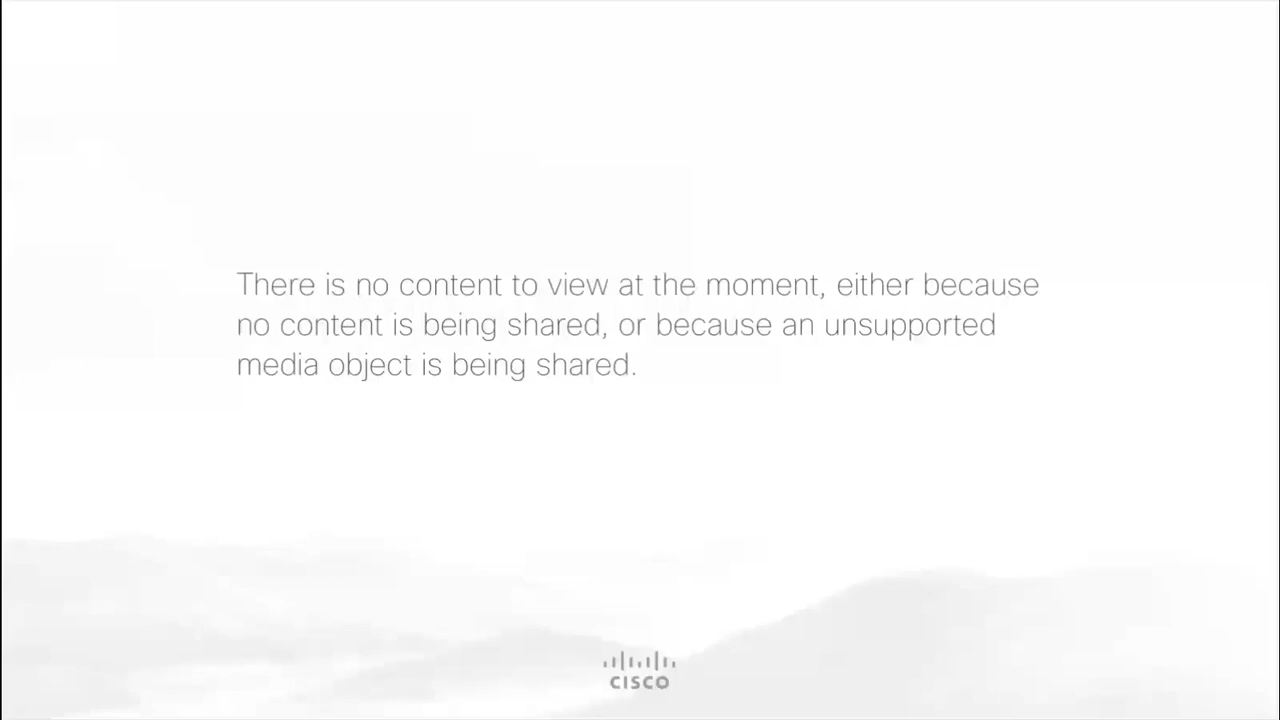 There is no content to view at the moment, either because
no content is being shared, or because an unsupported
media object is being shared.
CISCO